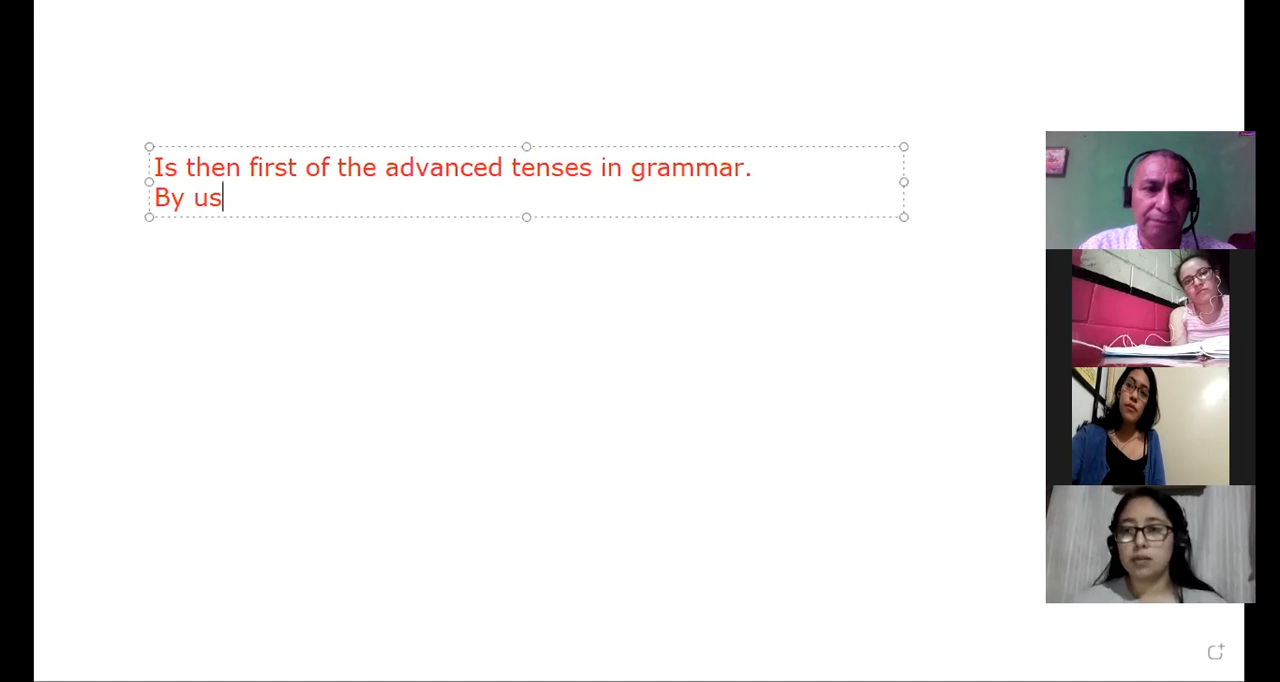 Is then first of the advanced tenses in grammar.
By us